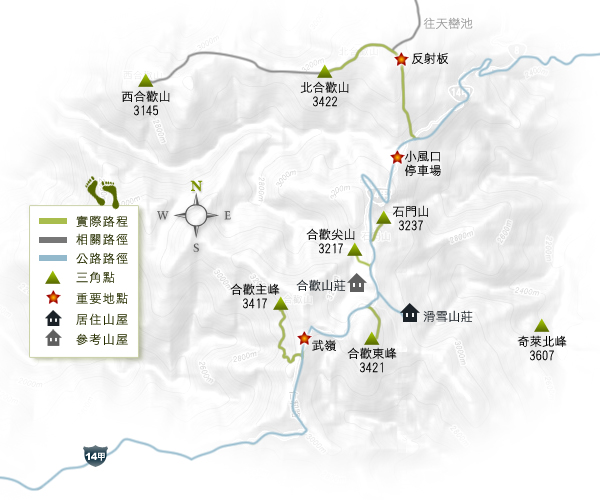 往天巒池
反射板
北合歡山
3422
西合歡山
3145
小風口
停車場
N
W
E
S
石門山
3237
合歡尖山
3217
合歡山莊
合歡主峰
3417
滑雪山莊
武嶺
合歡東峰
3421
奇萊北峰
3607
實際路程
相關路徑
公路路徑
三角點
重要地點
居住山屋
參考山屋
14甲